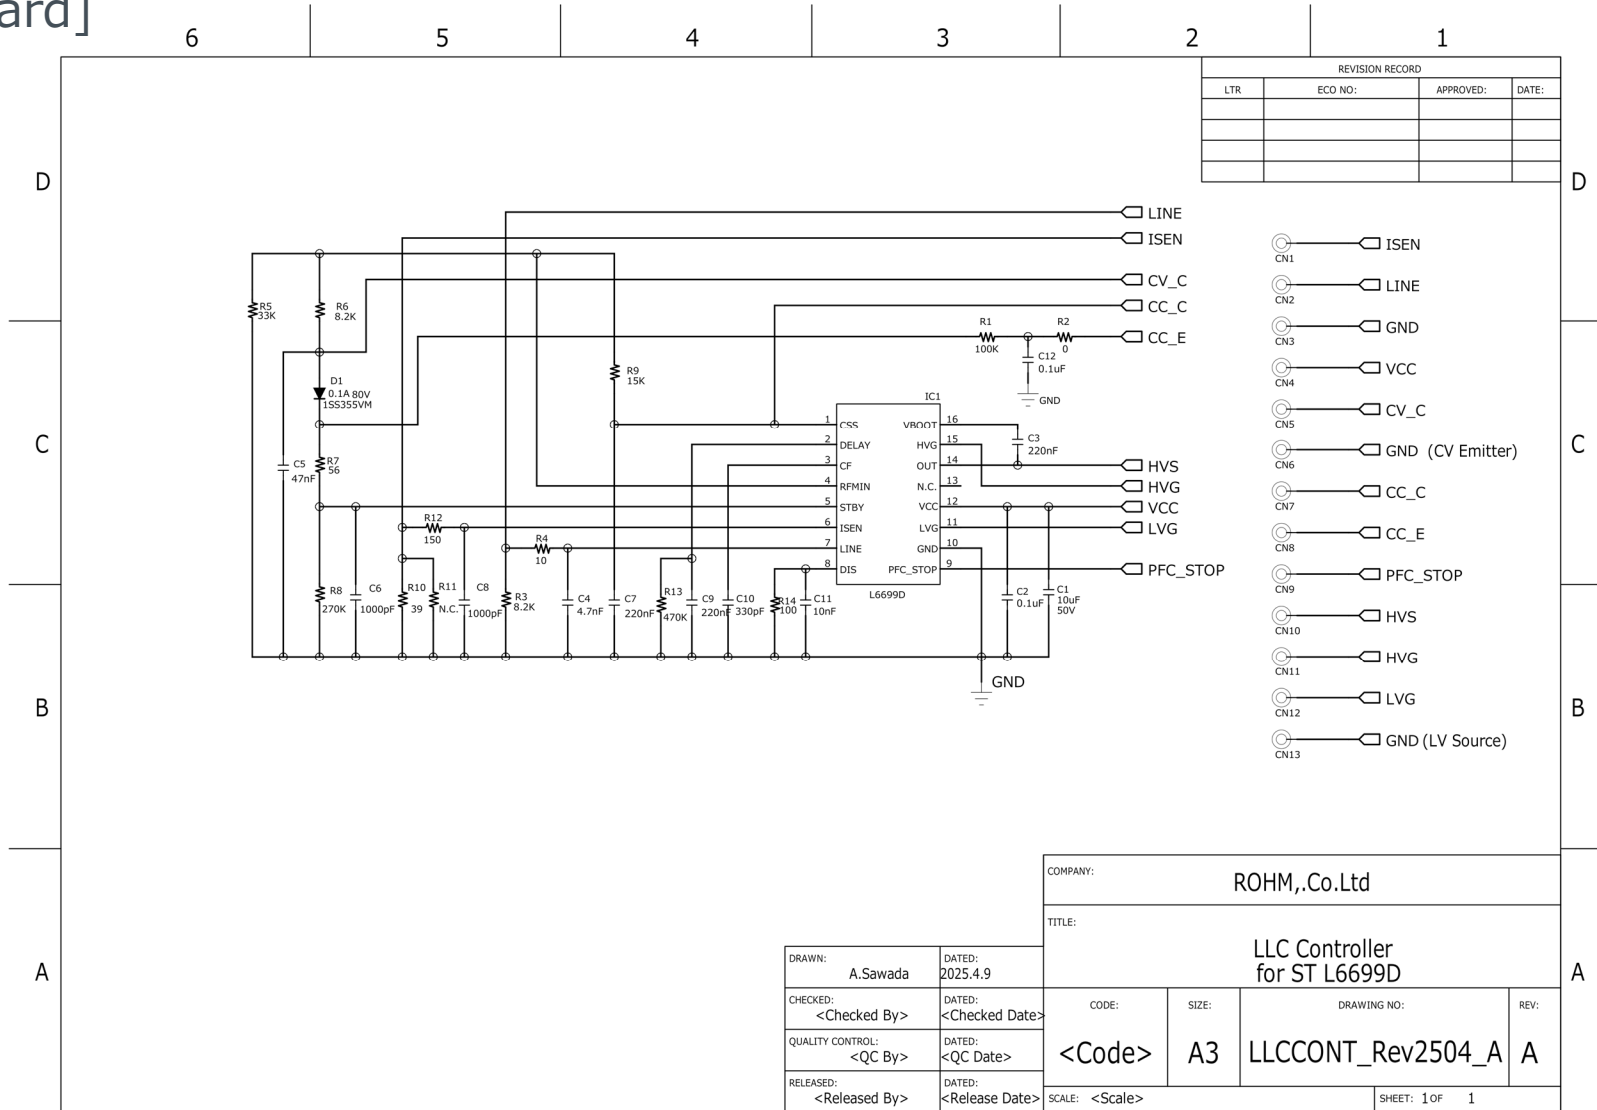 ard]
6 5 4 3 2 1
REVISION RECORD
LTR ECO NO: APPROVED: DATE:
D D
LINE
ISEN
CV_C
CC_C
CC_E
R5
33K
R6
8.2K
R1
100K
R2
0
C12
0.1uF
GND
D1
0.1A 80V
1SS355VM
R9
15K
C C
C5
47nF
R7
56
IC1
1 CSS VBOOT 16
2 DELAY HVG 15
3 CF OUT 14
4 RFMIN N.C. 13
5 STBY VCC 12
6 ISEN LVG 11
7 LINE GND 10
8 DIS PFC_STOP 9
L6699D
C3
220nF
HVS
HVG
VCC
LVG
PFC_STOP
R12
150
R4
10
R8
270K
C6
1000pF
R10
39
R11
N.C.
C8
1000pF
R3
8.2K
C4
4.7nF
C7
220nF
R13
470K
C9
220nF
C10
330pF
R14
100
C11
10nF
C2
0.1uF
C1
10uF
50V
GND
CN1 ISEN
CN2 LINE
CN3 GND
CN4 VCC
CN5 CV_C
CN6 GND (CV Emitter)
CN7 CC_C
CN8 CC_E
CN9 PFC_STOP
CN10 HVS
CN11 HVG
CN12 LVG
CN13 GND (LV Source)
B B
A A
COMPANY:
ROHM,.Co.Ltd
TITLE:
LLC Controller
for ST L6699D
DRAWN: DATED:
A.Sawada 2025.4.9
CHECKED: DATED:
<Checked By> <Checked Date>
QUALITY CONTROL: DATED:
<QC By> <QC Date>
RELEASED: DATED:
<Released By> <Release Date>
CODE: SIZE: DRAWING NO: REV:
<Code> A3 LLCCONT_Rev2504_A A
SCALE: <Scale> SHEET: 1 OF 1